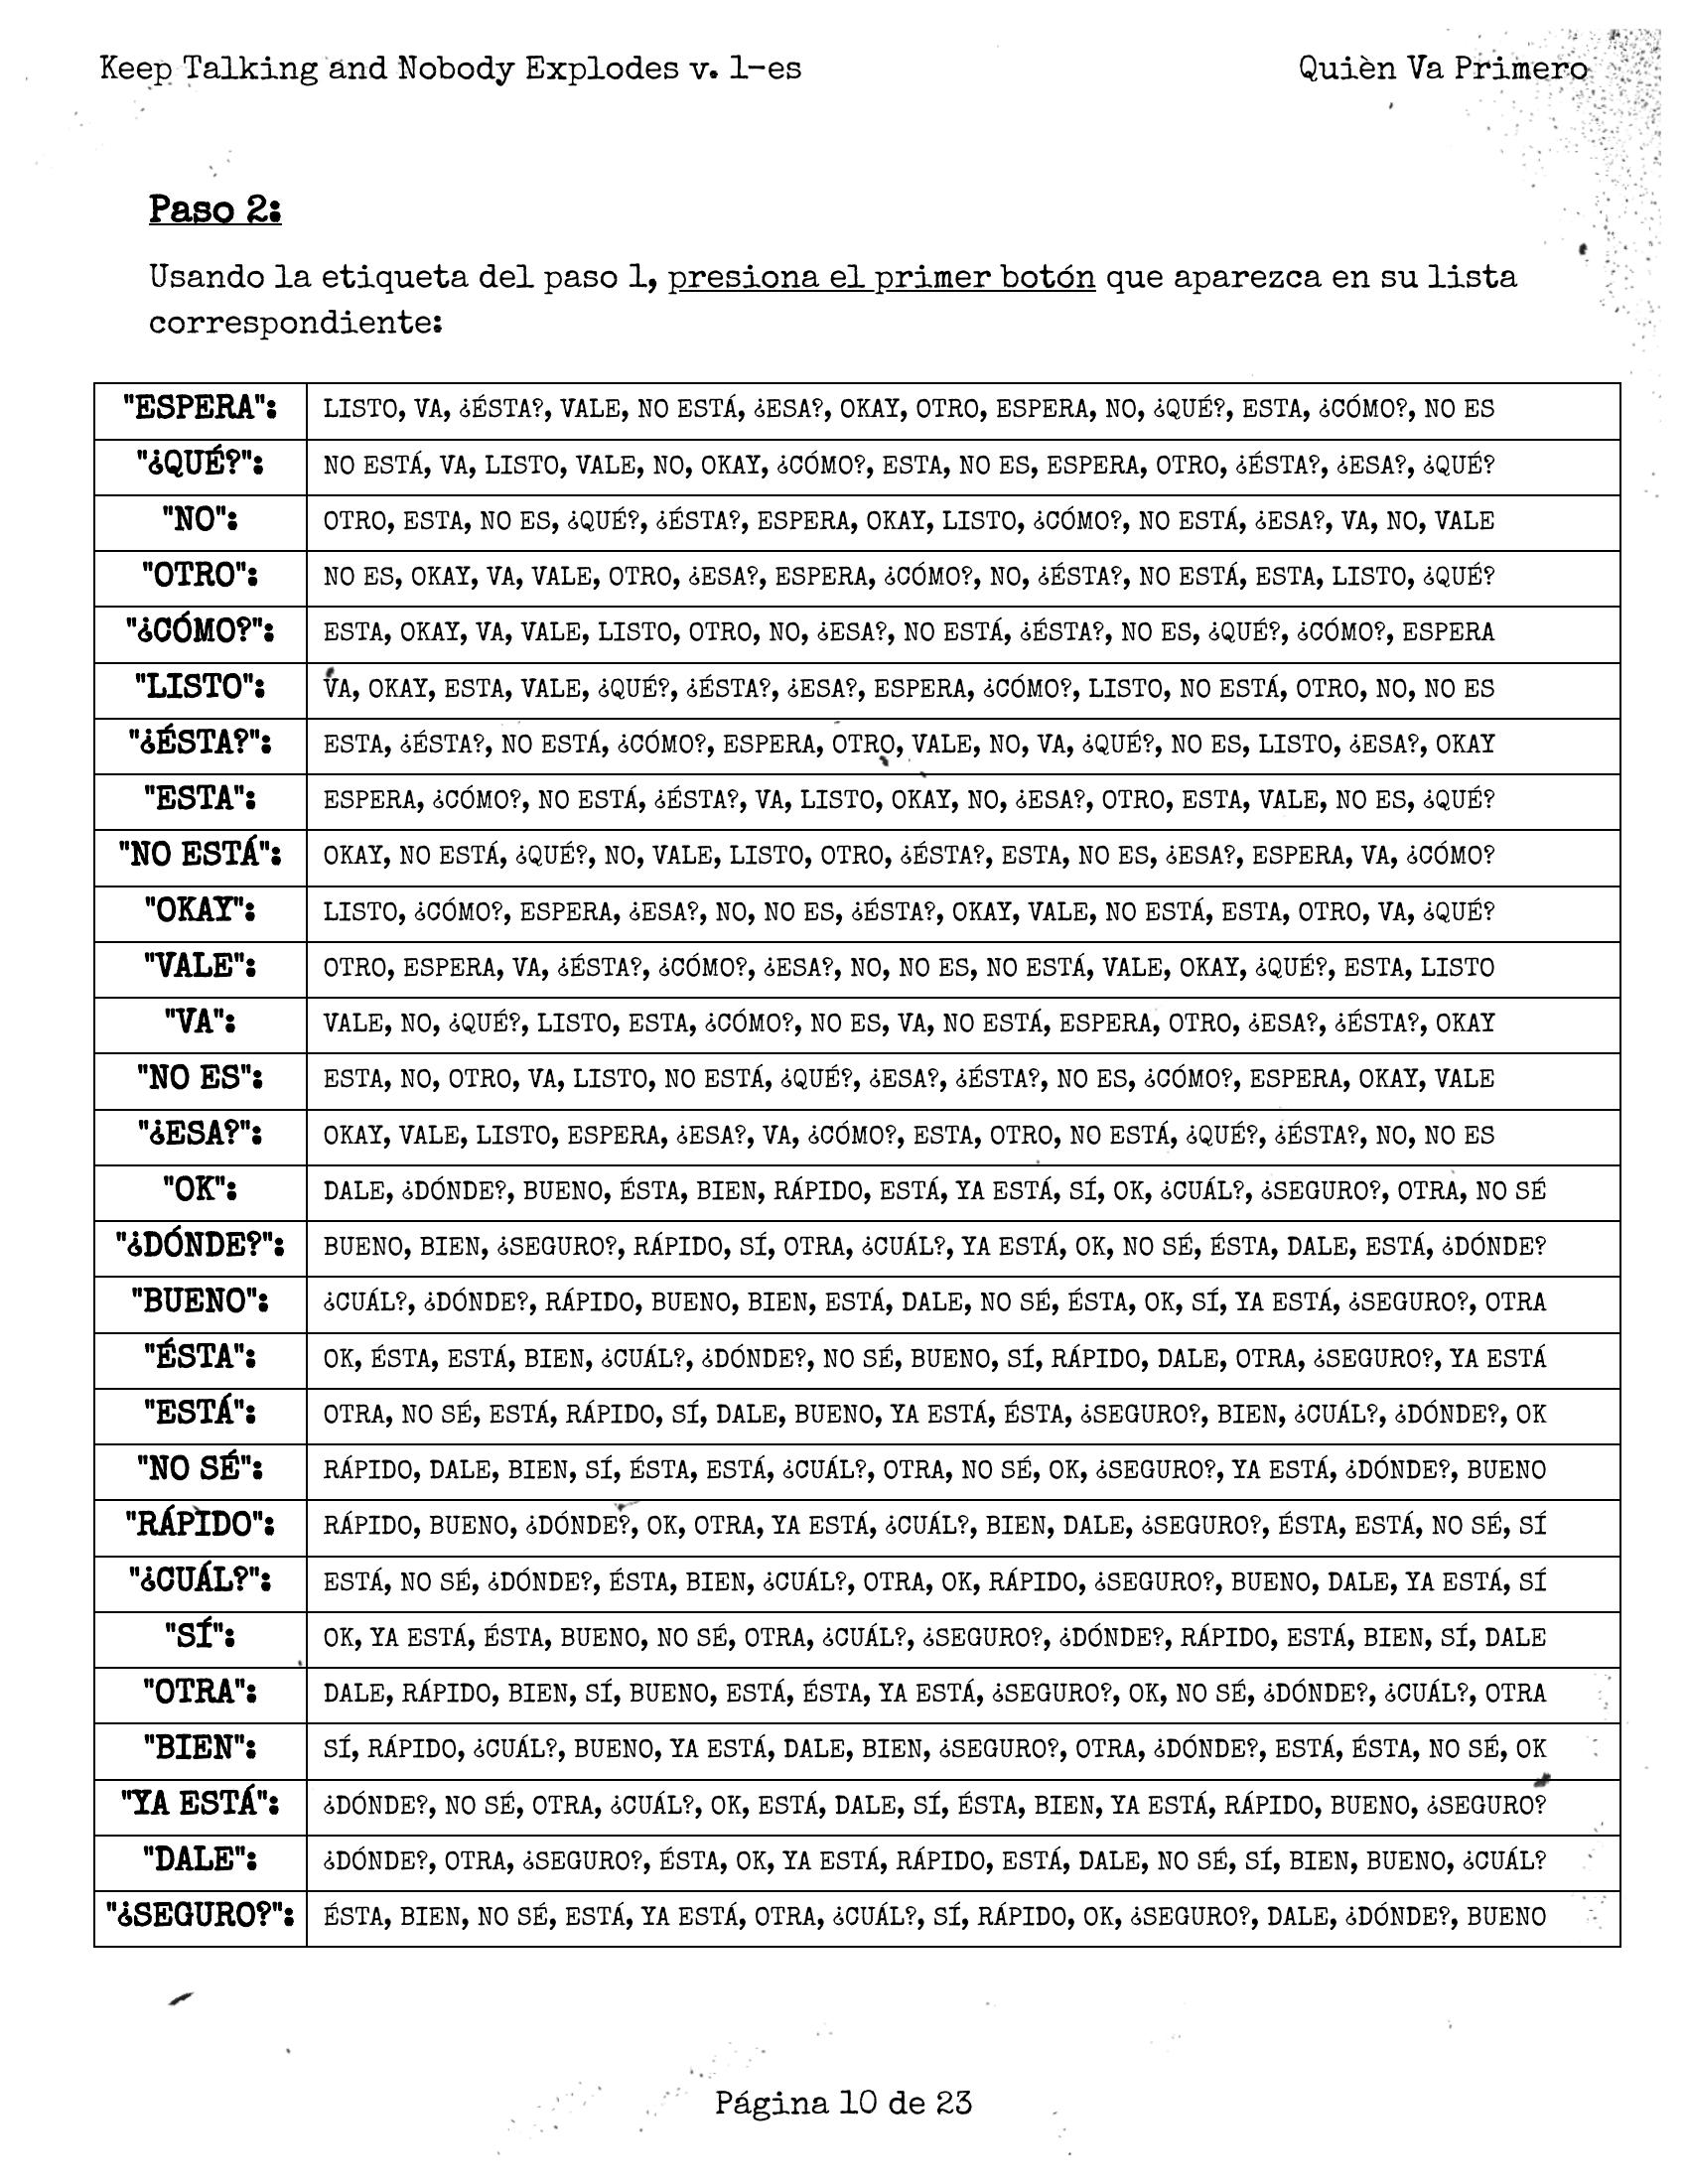 Keep Talking and Nobody Explodes v. 1-es
Quièn Va Primero
Paso 2:
Usando la etiqueta del paso 1, presiona el primer botón que aparezca en su lista
correspondiente:
"ESPERA": LISTO, VA, ¿ÉSTA?, VALE, NO ESTÁ, ¿ESA?, OKAY, OTRO, ESPERA, NO, ¿QUÉ?, ESTA, ¿CÓMO?, NO ES
"¿QUÉ?": NO ESTÁ, VA, LISTO, VALE, NO, OKAY, ¿CÓMO?, ESTA, NO ES, ESPERA, OTRO, ¿ÉSTA?, ¿ESA?, ¿QUÉ?
"NO": OTRO, ESTA, NO ES, ¿QUÉ?, ¿ÉSTA?, ESPERA, OKAY, LISTO, ¿CÓMO?, NO ESTÁ, ¿ESA?, VA, NO, VALE
"OTRO": NO ES, OKAY, VA, VALE, OTRO, ¿ESA?, ESPERA, ¿CÓMO?, NO, ¿ÉSTA?, NO ESTÁ, ESTA, LISTO, ¿QUÉ?
"¿CÓMO?": ESTA, OKAY, VA, VALE, LISTO, OTRO, NO, ¿ESA?, NO ESTÁ, ¿ÉSTA?, NO ES, ¿QUÉ?, ¿CÓMO?, ESPERA
"LISTO": VA, OKAY, ESTA, VALE, ¿QUÉ?, ¿ÉSTA?, ¿ESA?, ESPERA, ¿CÓMO?, LISTO, NO ESTÁ, OTRO, NO, NO ES
"¿ÉSTA?": ESTA, ¿ÉSTA?, NO ESTÁ, ¿CÓMO?, ESPERA, OTRO, VALE, NO, VA, ¿QUÉ?, NO ES, LISTO, ¿ESA?, OKAY
"ESTA": ESPERA, ¿CÓMO?, NO ESTÁ, ¿ÉSTA?, VA, LISTO, OKAY, NO, ¿ESA?, OTRO, ESTA, VALE, NO ES, ¿QUÉ?
"NO ESTÁ": OKAY, NO ESTÁ, ¿QUÉ?, NO, VALE, LISTO, OTRO, ¿ÉSTA?, ESTA, NO ES, ¿ESA?, ESPERA, VA, ¿CÓMO?
"OKAY": LISTO, ¿CÓMO?, ESPERA, ¿ESA?, NO, NO ES, ¿ÉSTA?, OKAY, VALE, NO ESTÁ, ESTA, OTRO, VA, ¿QUÉ?
"VALE": OTRO, ESPERA, VA, ¿ÉSTA?, ¿CÓMO?, ¿ESA?, NO, NO ES, NO ESTÁ, VALE, OKAY, ¿QUÉ?, ESTA, LISTO
"VA": VALE, NO, ¿QUÉ?, LISTO, ESTA, ¿CÓMO?, NO ES, VA, NO ESTÁ, ESPERA, OTRO, ¿ESA?, ¿ÉSTA?, OKAY
"NO ES": ESTA, NO, OTRO, VA, LISTO, NO ESTÁ, ¿QUÉ?, ¿ESA?, ¿ÉSTA?, NO ES, ¿CÓMO?, ESPERA, OKAY, VALE
"¿ESA?": OKAY, VALE, LISTO, ESPERA, ¿ESA?, VA, ¿CÓMO?, ESTA, OTRO, NO ESTÁ, ¿QUÉ?, ¿ÉSTA?, NO, NO ES
"OK": DALE, ¿DÓNDE?, BUENO, ÉSTA, BIEN, RÁPIDO, ESTÁ, YA ESTÁ, SÍ, OK, ¿CUÁL?, ¿SEGURO?, OTRA, NO SÉ
"¿DÓNDE?": BUENO, BIEN, ¿SEGURO?, RÁPIDO, SÍ, OTRA, ¿CUÁL?, YA ESTÁ, OK, NO SÉ, ÉSTA, DALE, ESTÁ, ¿DÓNDE?
"BUENO": ¿CUÁL?, ¿DÓNDE?, RÁPIDO, BUENO, BIEN, ESTÁ, DALE, NO SÉ, ÉSTA, OK, SÍ, YA ESTÁ, ¿SEGURO?, OTRA
"ÉSTA": OK, ÉSTA, ESTÁ, BIEN, ¿CUÁL?, ¿DÓNDE?, NO SÉ, BUENO, SÍ, RÁPIDO, DALE, OTRA, ¿SEGURO?, YA ESTÁ
"ESTÁ": OTRA, NO SÉ, ESTÁ, RÁPIDO, SÍ, DALE, BUENO, YA ESTÁ, ÉSTA, ¿SEGURO?, BIEN, ¿CUÁL?, ¿DÓNDE?, OK
"NO SÉ": RÁPIDO, DALE, BIEN, SÍ, ÉSTA, ESTÁ, ¿CUÁL?, OTRA, NO SÉ, OK, ¿SEGURO?, YA ESTÁ, ¿DÓNDE?, BUENO
"RÁPIDO": RÁPIDO, BUENO, ¿DÓNDE?, OK, OTRA, YA ESTÁ, ¿CUÁL?, BIEN, DALE, ¿SEGURO?, ÉSTA, ESTÁ, NO SÉ, SÍ
"¿CUÁL?": ESTÁ, NO SÉ, ¿DÓNDE?, ÉSTA, BIEN, ¿CUÁL?, OTRA, OK, RÁPIDO, ¿SEGURO?, BUENO, DALE, YA ESTÁ, SÍ
"SÍ": OK, YA ESTÁ, ÉSTA, BUENO, NO SÉ, OTRA, ¿CUÁL?, ¿SEGURO?, ¿DÓNDE?, RÁPIDO, ESTÁ, BIEN, SÍ, DALE
"OTRA": DALE, RÁPIDO, BIEN, SÍ, BUENO, ESTÁ, ÉSTA, YA ESTÁ, ¿SEGURO?, OK, NO SÉ, ¿DÓNDE?, ¿CUÁL?, OTRA
"BIEN": SÍ, RÁPIDO, ¿CUÁL?, BUENO, YA ESTÁ, DALE, BIEN, ¿SEGURO?, OTRA, ¿DÓNDE?, ESTÁ, ÉSTA, NO SÉ, OK
"YA ESTÁ": ¿DÓNDE?, NO SÉ, OTRA, ¿CUÁL?, OK, ESTÁ, DALE, SÍ, ÉSTA, BIEN, YA ESTÁ, RÁPIDO, BUENO, ¿SEGURO?
"DALE": ¿DÓNDE?, OTRA, ¿SEGURO?, ÉSTA, OK, YA ESTÁ, RÁPIDO, ESTÁ, DALE, NO SÉ, SÍ, BIEN, BUENO, ¿CUÁL?
"¿SEGURO?": ÉSTA, BIEN, NO SÉ, ESTÁ, YA ESTÁ, OTRA, ¿CUÁL?, SÍ, RÁPIDO, OK, ¿SEGURO?, DALE, ¿DÓNDE?, BUENO
Página 10 de 23